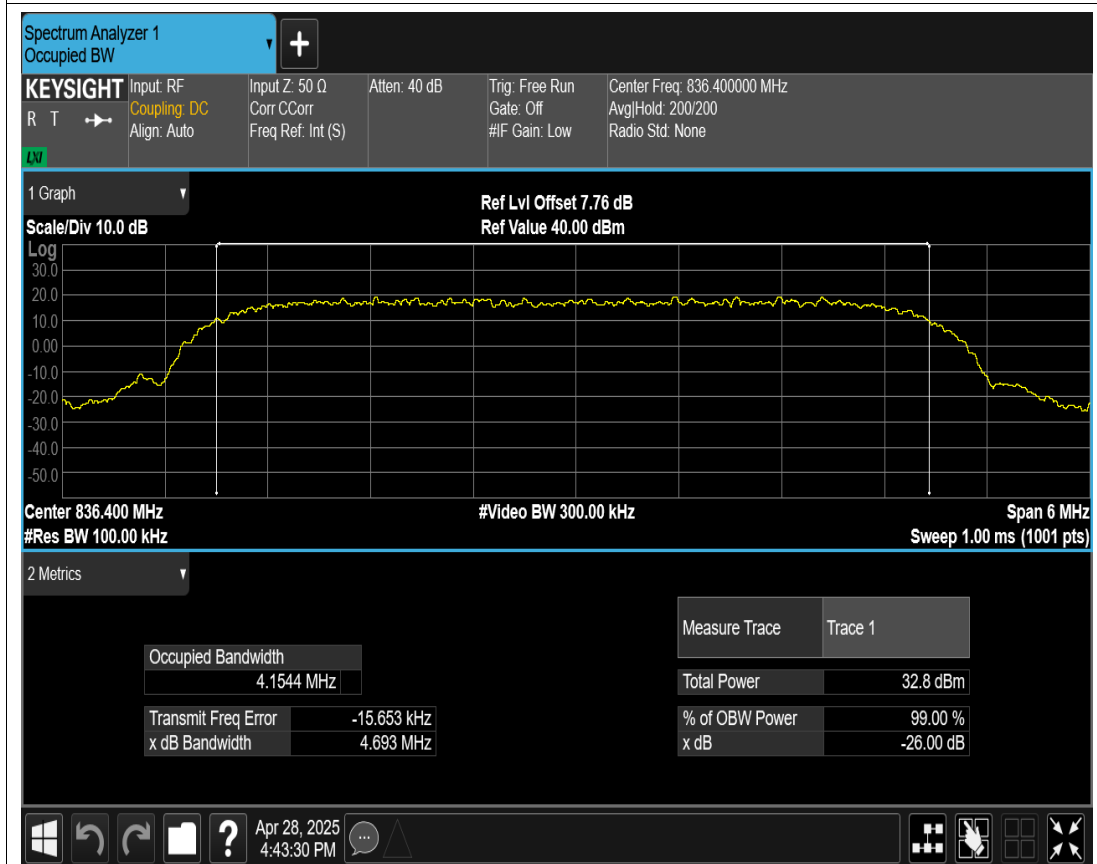 Spectrum Analyzer 1
Occupied BW
+
KEYSIGHT
R T
LXI
Input: RF
Coupling: DC
Align: Auto
Input Z: 50 Ω
Corr CCorr
Freq Ref: Int (S)
Atten: 40 dB
Trig: Free Run
Gate: Off
#IF Gain: Low
Center Freq: 836.400000 MHz
Avg|Hold: 200/200
Radio Std: None
1 Graph
Ref Lvl Offset 7.76 dB
Scale/Div 10.0 dB
Ref Value 40.00 dBm
Log
30.0
20.0
10.0
0.00
-10.0
-20.0
-30.0
-40.0
-50.0
Center 836.400 MHz
#Video BW 300.00 kHz
Span 6 MHz
#Res BW 100.00 kHz
Sweep 1.00 ms (1001 pts)
2 Metrics
Measure Trace Trace 1
Occupied Bandwidth
4.1544 MHz
Total Power 32.8 dBm
Transmit Freq Error -15.653 kHz
% of OBW Power 99.00 %
x dB Bandwidth 4.693 MHz
x dB -26.00 dB
?
Apr 28, 2025
4:43:30 PM